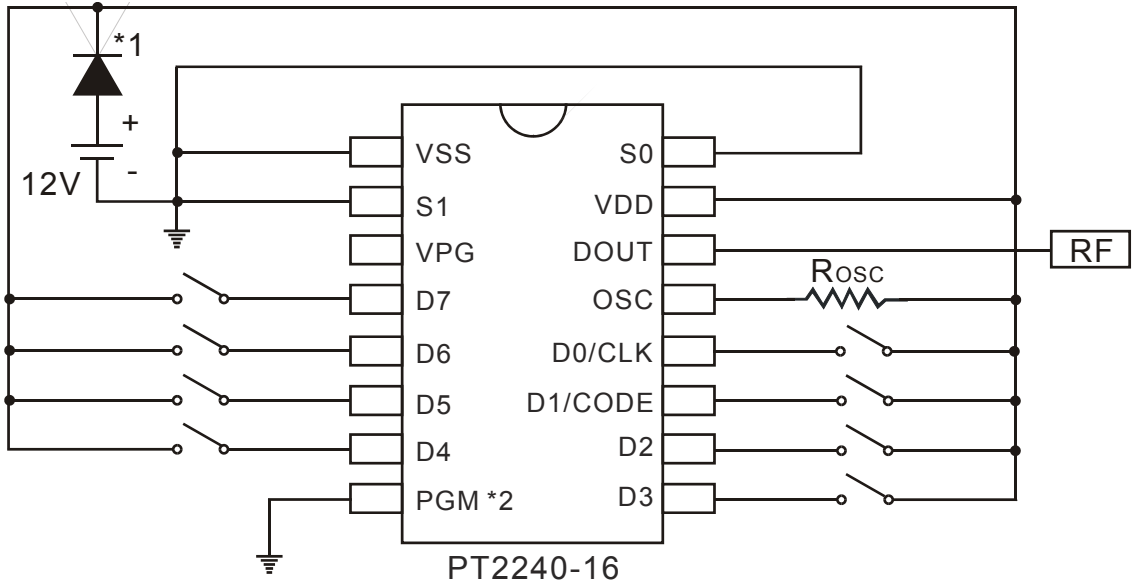 *1
+
-
12V
VSS
S1
VPG
D7
D6
D5
D4
PGM *2
S0
VDD
DOUT
OSC
D0/CLK
D1/CODE
D2
D3
ROSC
RF
PT2240-16